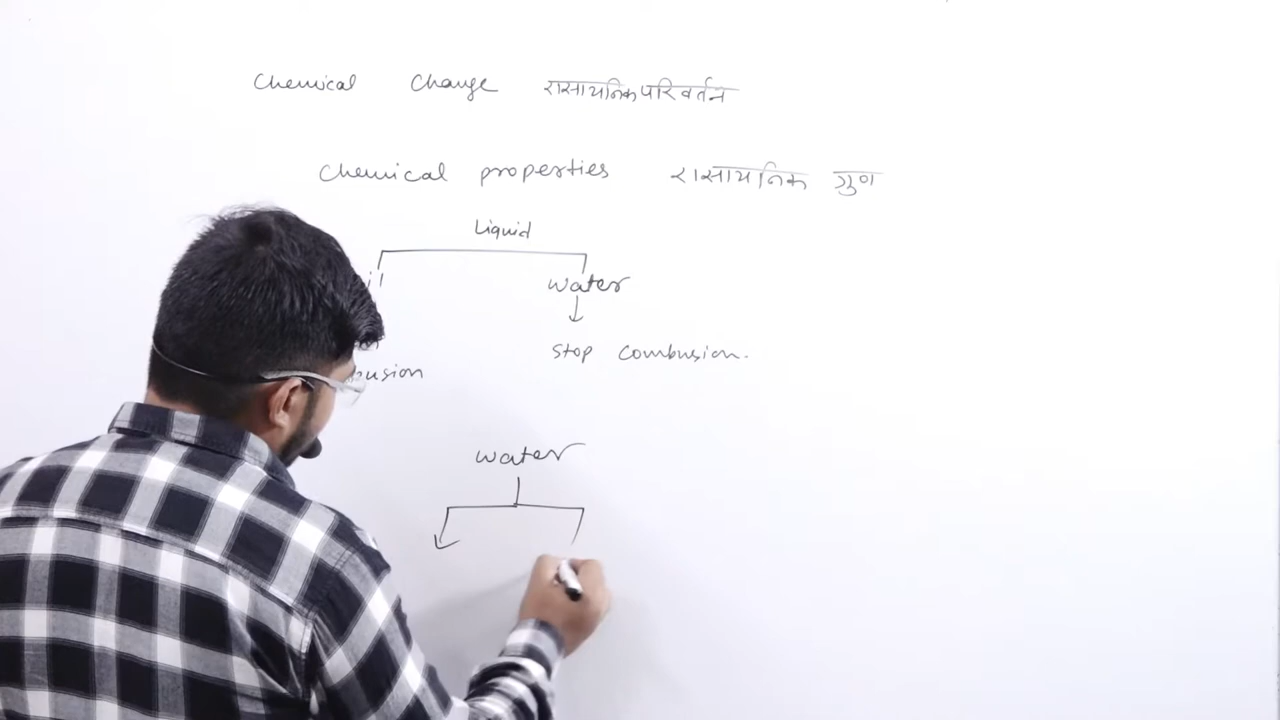 Chemical Change रासायनिक परिवर्तन
Chemical properties रासायनिक गुण
Liquid
water
Stop Combusion.
water